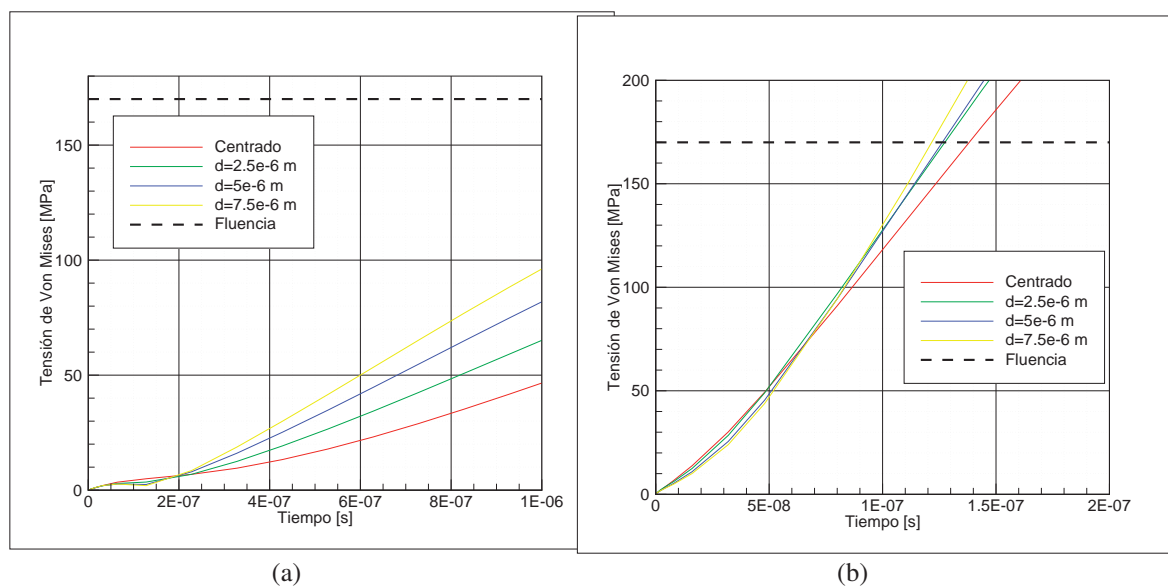 Tensión de Von Mises [MPa]
150
100
50
0
Centrado
d=2.5e-6 m
d=5e-6 m
d=7.5e-6 m
Fluencia
0
2E-07
4E-07
6E-07
8E-07
1E-06
Tiempo [s]
(a)
Tensión de Von Mises [MPa]
200
150
100
50
0
Centrado
d=2.5e-6 m
d=5e-6 m
d=7.5e-6 m
Fluencia
0
5E-08
1E-07
1.5E-07
2E-07
Tiempo [s]
(b)